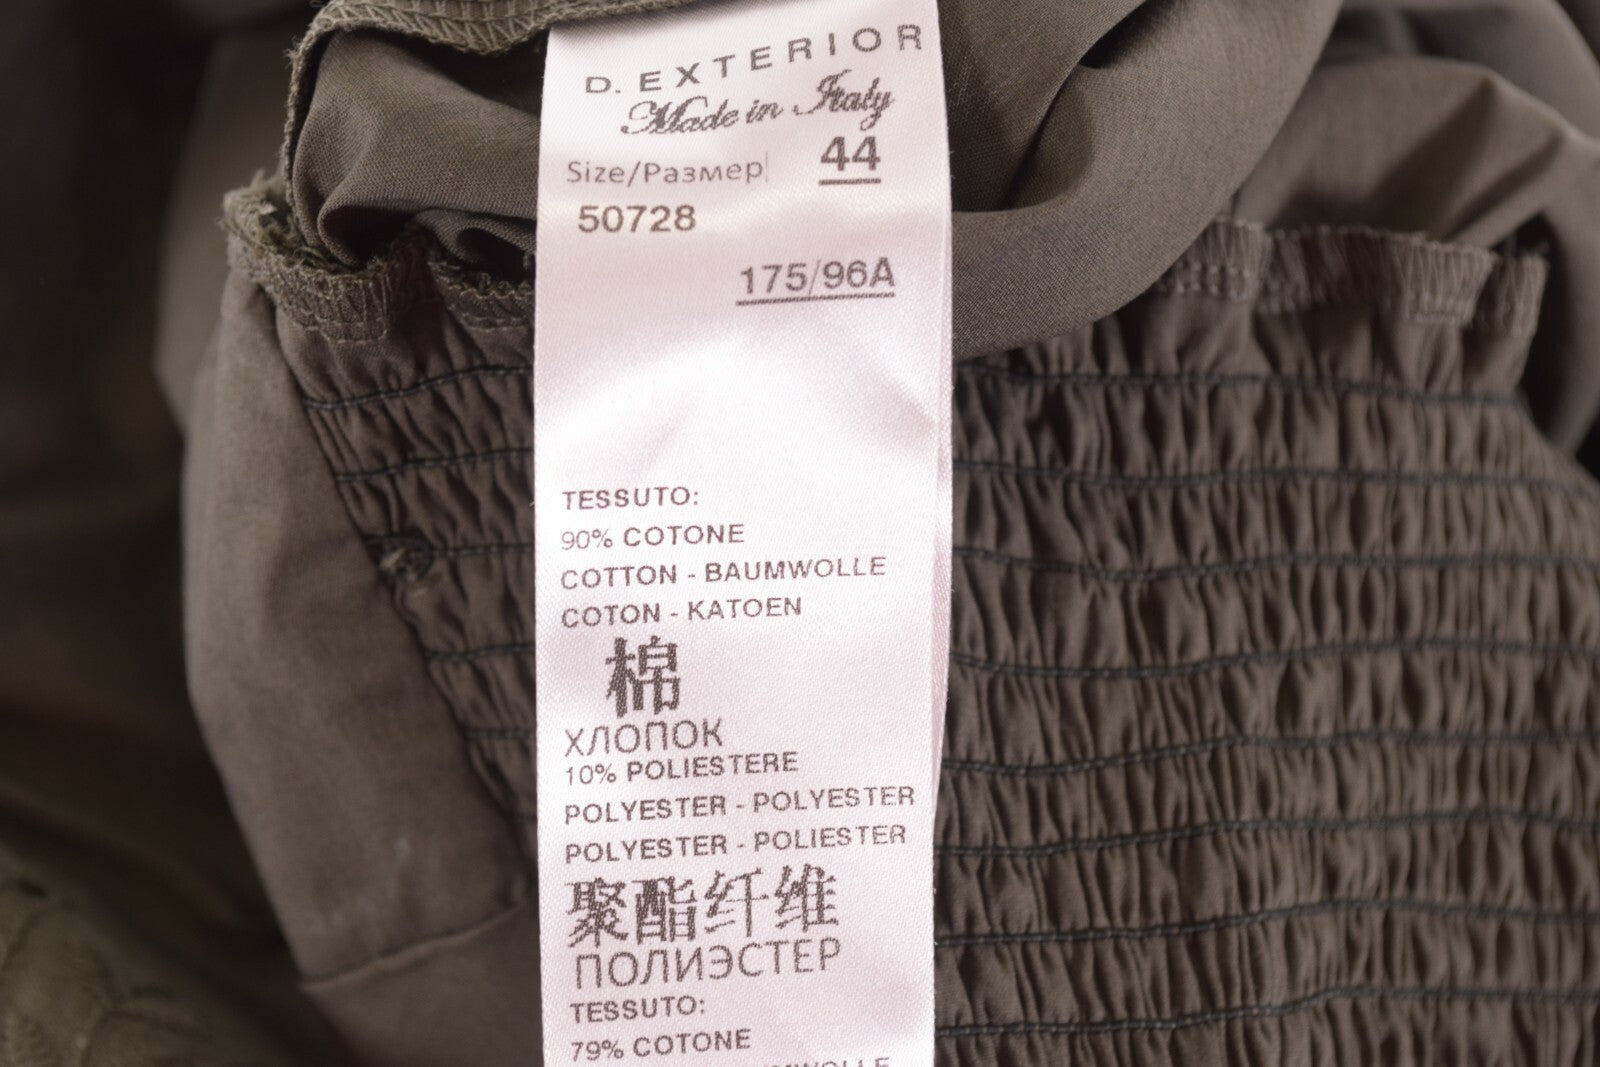 D. EXTERIOR
Made in Italy
Size/Размер 44
50728
175/96A
TESSUTO:
90% COTONE
COTTON - BAUMWOLLE
COTON - KATOEN
棉
ХЛОПОК
10% POLIESTERE
POLYESTER - POLYESTER
POLYESTER - POLIESTER
聚酯纤维
ПОЛИЭСТЕР
TESSUTO:
79% COTONE